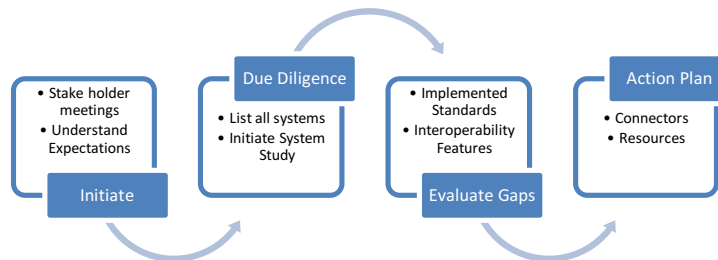 • Stake holder
meetings
• Understand
Expectations
Initiate
Due Diligence
• List all systems
• Initiate System
Study
• Implemented
Standards
• Interoperability
Features
Evaluate Gaps
Action Plan
• Connectors
• Resources